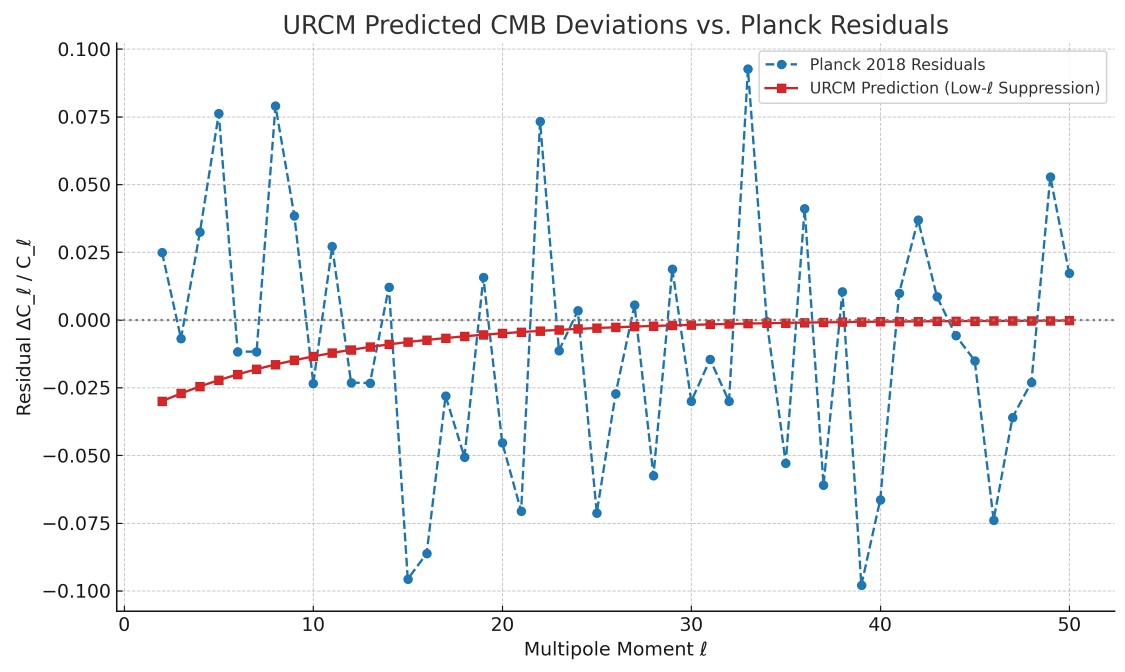 URCM Predicted CMB Deviations vs. Planck Residuals
Planck 2018 Residuals
URCM Prediction (Low-ℓ Suppression)
Residual ΔC_ℓ / C_ℓ
0.100
0.075
0.050
0.025
0.000
−0.025
−0.050
−0.075
−0.100
0 10 20 30 40 50
Multipole Moment ℓ